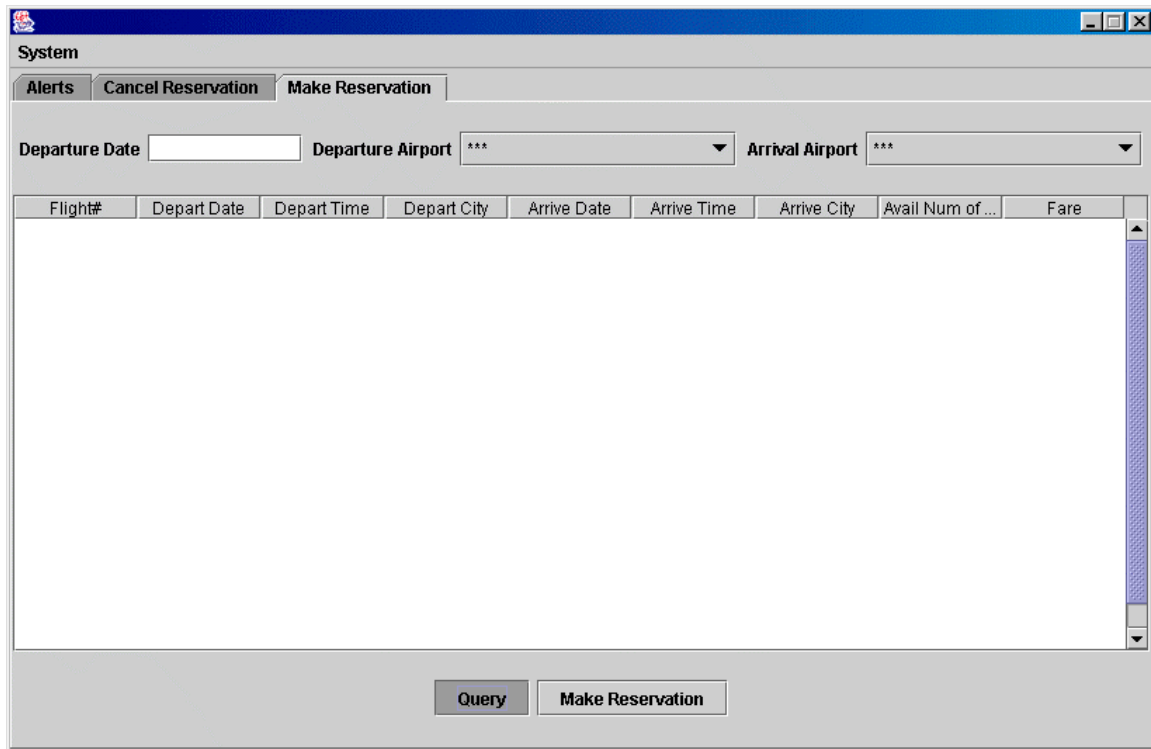 System
Alerts Cancel Reservation Make Reservation
Departure Date Departure Airport *** Arrival Airport ***
Flight# Depart Date Depart Time Depart City Arrive Date Arrive Time Arrive City Avail Num of ... Fare
Query Make Reservation